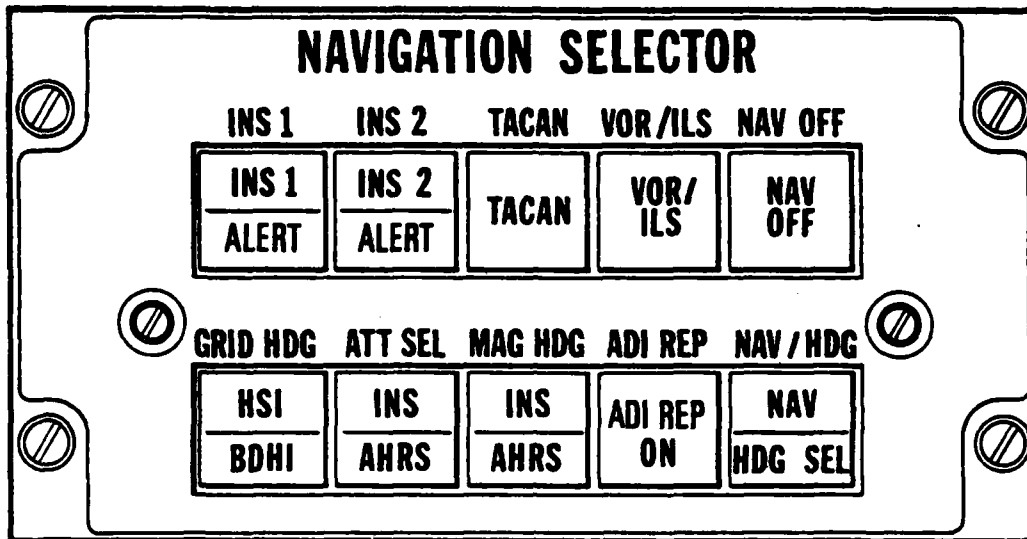 NAVIGATION SELECTOR
INS 1 INS 2 TACAN VOR/ILS NAV OFF
INS 1
ALERT
INS 2
ALERT
TACAN
VOR/
ILS
NAV
OFF
GRID HDG ATT SEL MAG HDG ADI REP NAV/HDG
HSI
BDHI
INS
AHRS
INS
AHRS
ADI REP
ON
NAV
HDG SEL